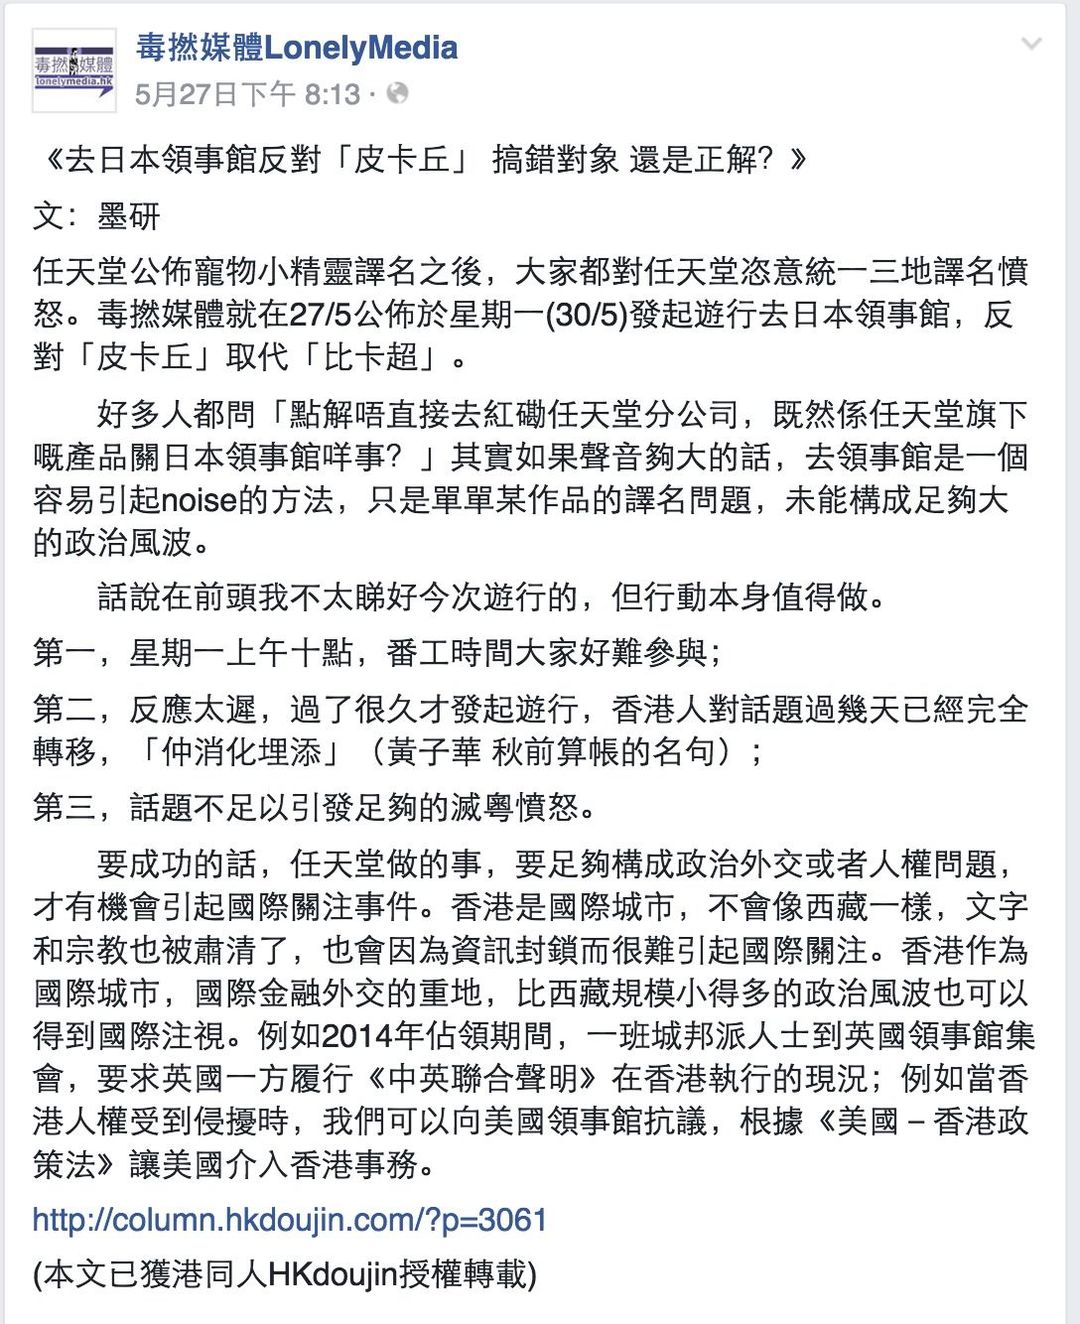 毒撚媒體
lonelymedia.hk
毒撚媒體LonelyMedia
5月27日下午 8:13 ·
《去日本領事館反對「皮卡丘」 搞錯對象 還是正解？》
文：墨研
任天堂公佈寵物小精靈譯名之後，大家都對任天堂恣意統一三地譯名憤
怒。毒撚媒體就在27/5公佈於星期一(30/5)發起遊行去日本領事館，反
對「皮卡丘」取代「比卡超」。
好多人都問「點解唔直接去紅磡任天堂分公司，既然係任天堂旗下
嘅產品關日本領事館咩事？」其實如果聲音夠大的話，去領事館是一個
容易引起noise的方法，只是單單某作品的譯名問題，未能構成足夠大
的政治風波。
話說在前頭我不太睇好今次遊行的，但行動本身值得做。
第一，星期一上午十點，番工時間大家好難參與；
第二，反應太遲，過了很久才發起遊行，香港人對話題過幾天已經完全
轉移，「仲消化埋添」（黃子華 秋前算帳的名句）；
第三，話題不足以引發足夠的滅粵憤怒。
要成功的話，任天堂做的事，要足夠構成政治外交或者人權問題，
才有機會引起國際關注事件。香港是國際城市，不會像西藏一樣，文字
和宗教也被肅清了，也會因為資訊封鎖而很難引起國際關注。香港作為
國際城市，國際金融外交的重地，比西藏規模小得多的政治風波也可以
得到國際注視。例如2014年佔領期間，一班城邦派人士到英國領事館集
會，要求英國一方履行《中英聯合聲明》在香港執行的現況；例如當香
港人權受到侵擾時，我們可以向美國領事館抗議，根據《美國－香港政
策法》讓美國介入香港事務。
http://column.hkdoujin.com/?p=3061
(本文已獲港同人HKdoujin授權轉載)